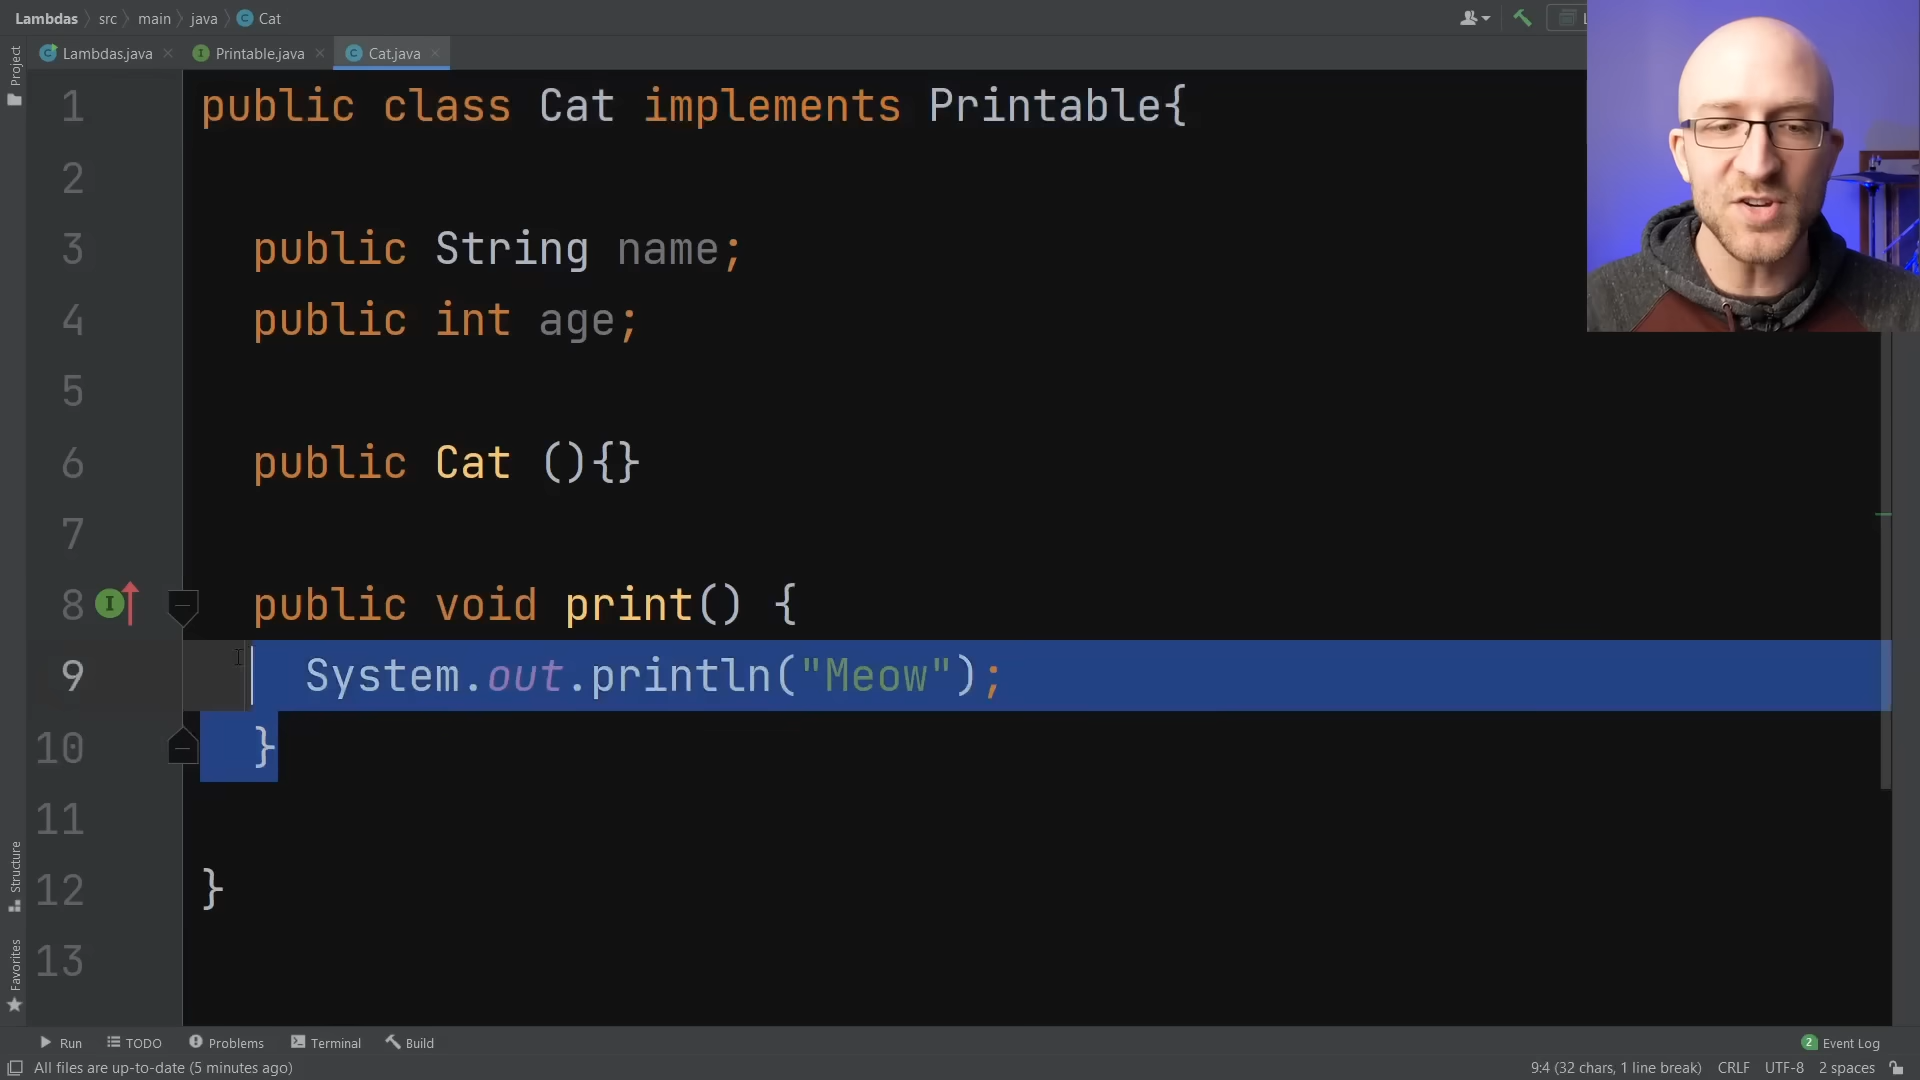 Lambdas src main java Cat
Lambdas.java Printable.java Cat.java
Project
1 public class Cat implements Printable{
2
3 public String name;
4 public int age;
5
6 public Cat (){}
7
8 public void print() {
9 System.out.println("Meow");
10 }
11
12 }
13
Structure
Favorites
Run TODO Problems Terminal Build 2 Event Log
All files are up-to-date (5 minutes ago) 9:4 (32 chars, 1 line break) CRLF UTF-8 2 spaces